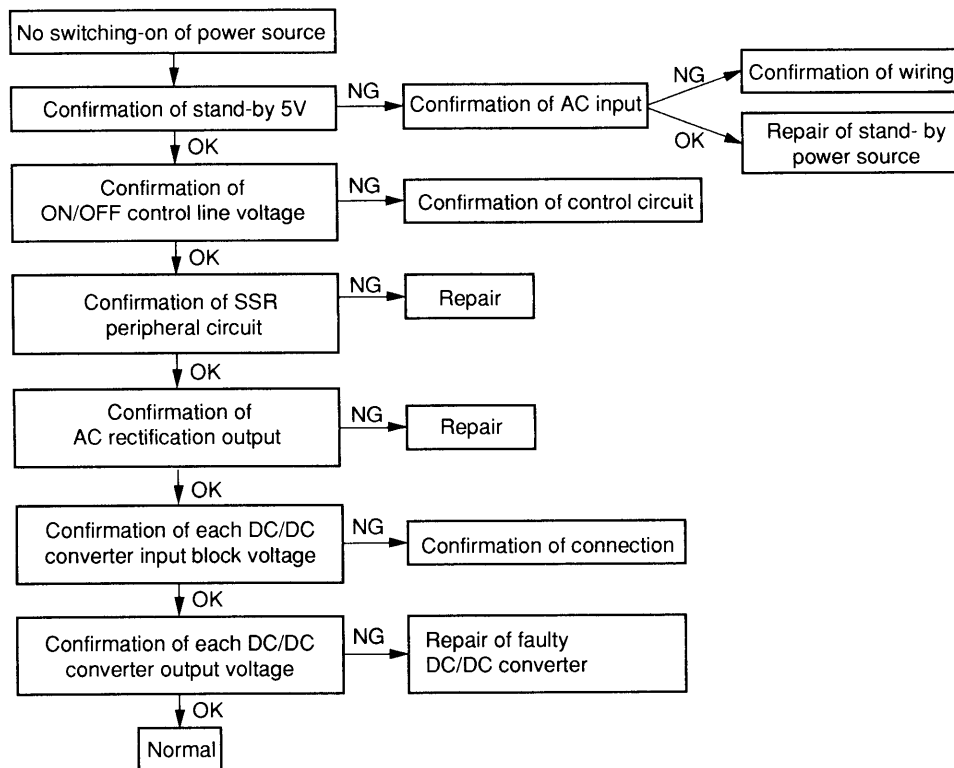 No switching-on of power source
Confirmation of stand-by 5V
NG
Confirmation of AC input
NG
Confirmation of wiring
OK
Repair of stand- by
power source
OK
Confirmation of
ON/OFF control line voltage
NG
Confirmation of control circuit
OK
Confirmation of SSR
peripheral circuit
NG
Repair
OK
Confirmation of
AC rectification output
NG
Repair
OK
Confirmation of each DC/DC
converter input block voltage
NG
Confirmation of connection
OK
Confirmation of each DC/DC
converter output voltage
NG
Repair of faulty
DC/DC converter
OK
Normal